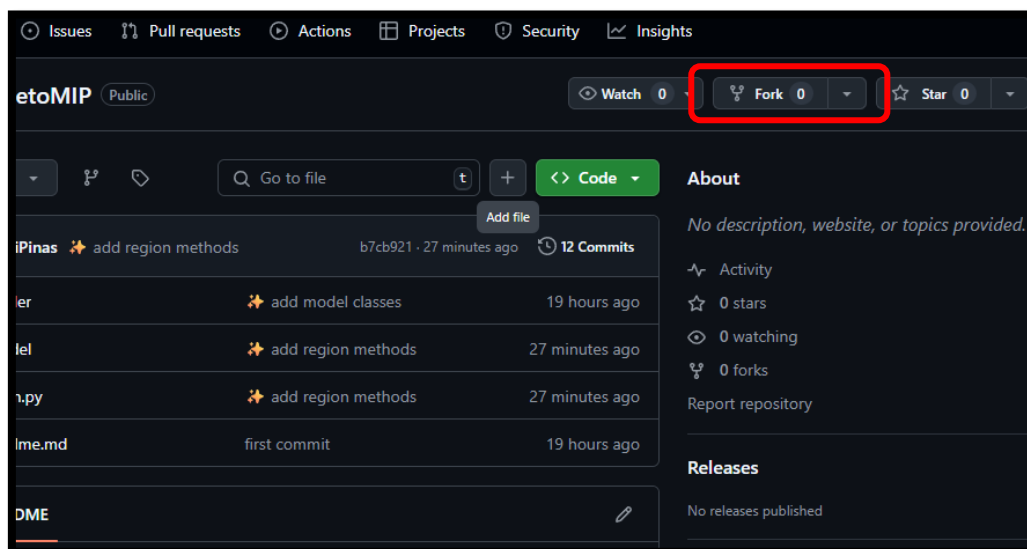 Issues Pull requests Actions Projects Security Insights
etoMIP Public Watch 0 Fork 0 Star 0
Go to file t Code
Add file
iPinas ✨ add region methods b7cb921 · 27 minutes ago 12 Commits
ler ✨ add model classes 19 hours ago
lel ✨ add region methods 27 minutes ago
n.py ✨ add region methods 27 minutes ago
lme.md first commit 19 hours ago
DME
About
No description, website, or topics provided.
Activity
0 stars
0 watching
0 forks
Report repository
Releases
No releases published